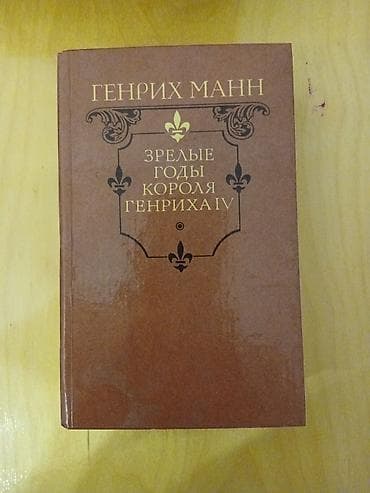 ГЕНРИХ МАНН
ЗРЕЛЫЕ
ГОДЫ
КОРОЛЯ
ГЕНРИХА IV